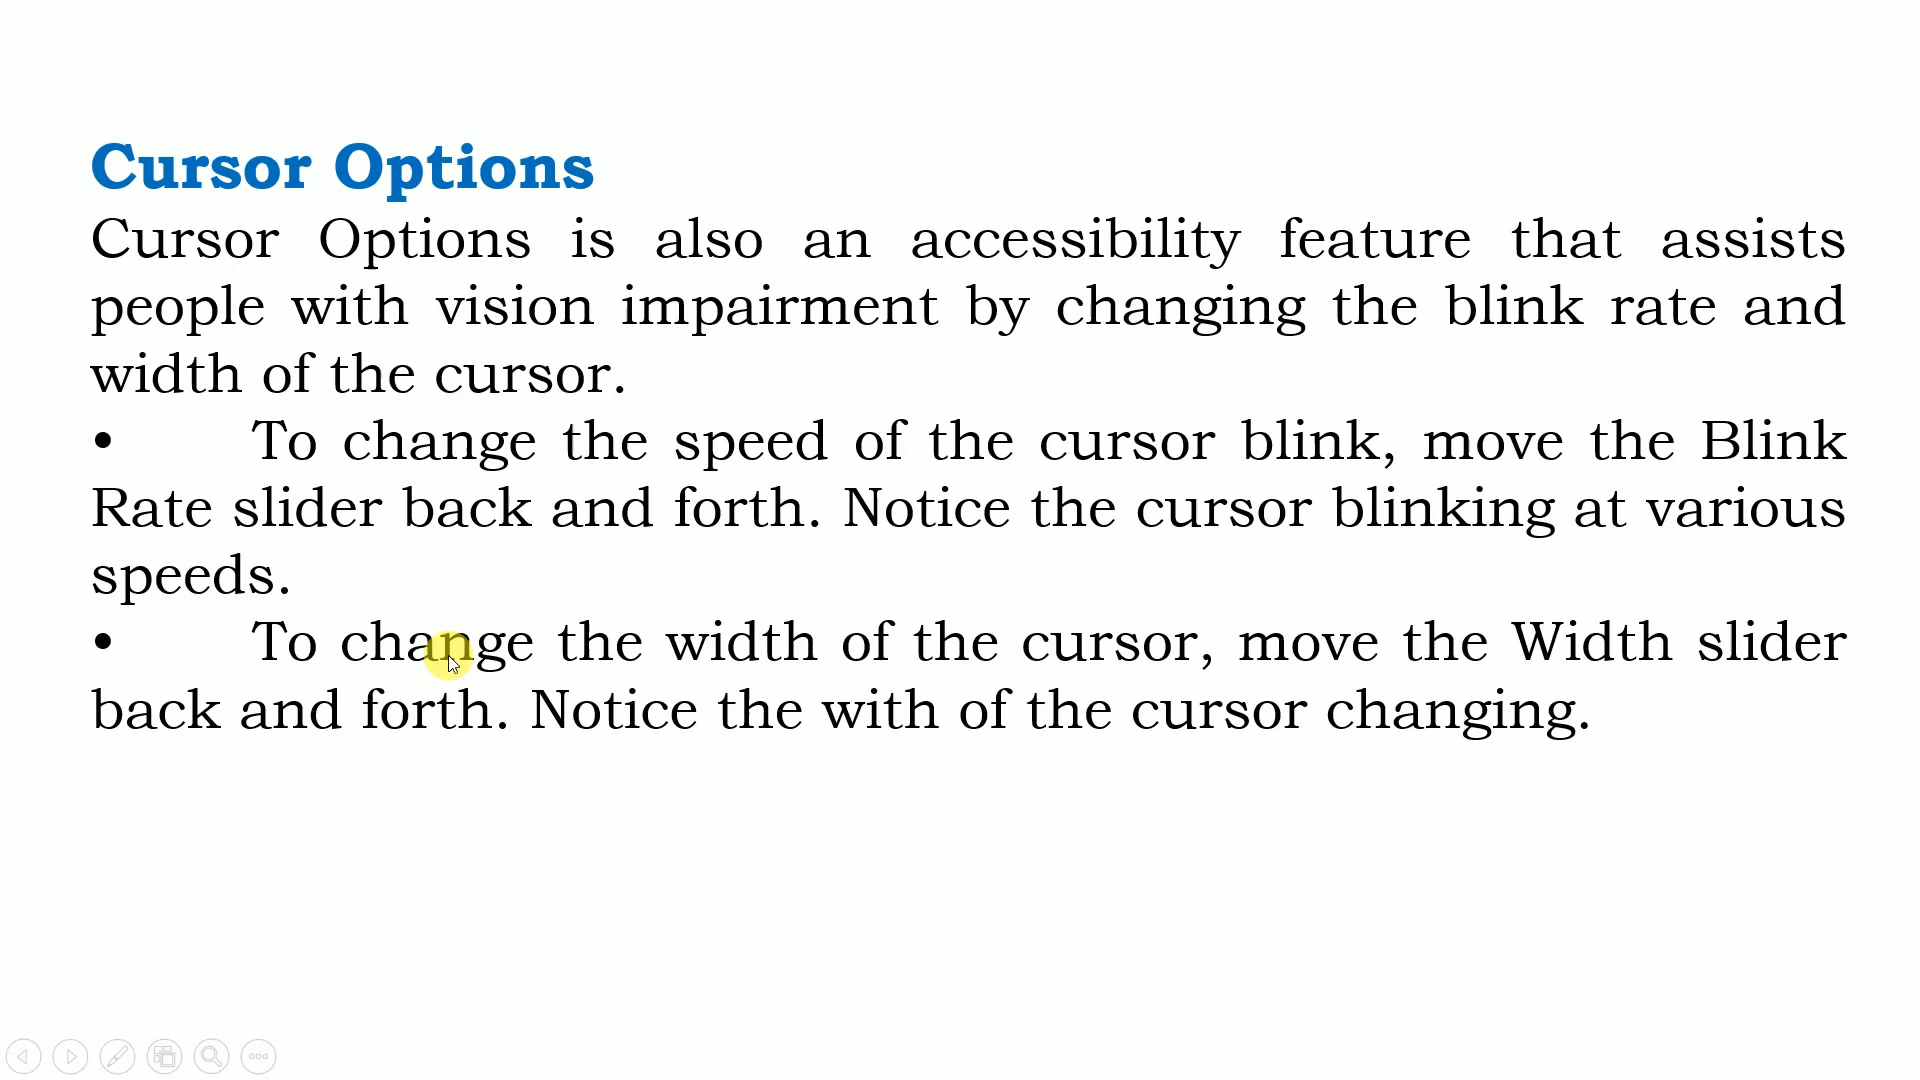 Cursor Options
Cursor Options is also an accessibility feature that assists
people with vision impairment by changing the blink rate and
width of the cursor.
• To change the speed of the cursor blink, move the Blink
Rate slider back and forth. Notice the cursor blinking at various
speeds.
• To change the width of the cursor, move the Width slider
back and forth. Notice the with of the cursor changing.